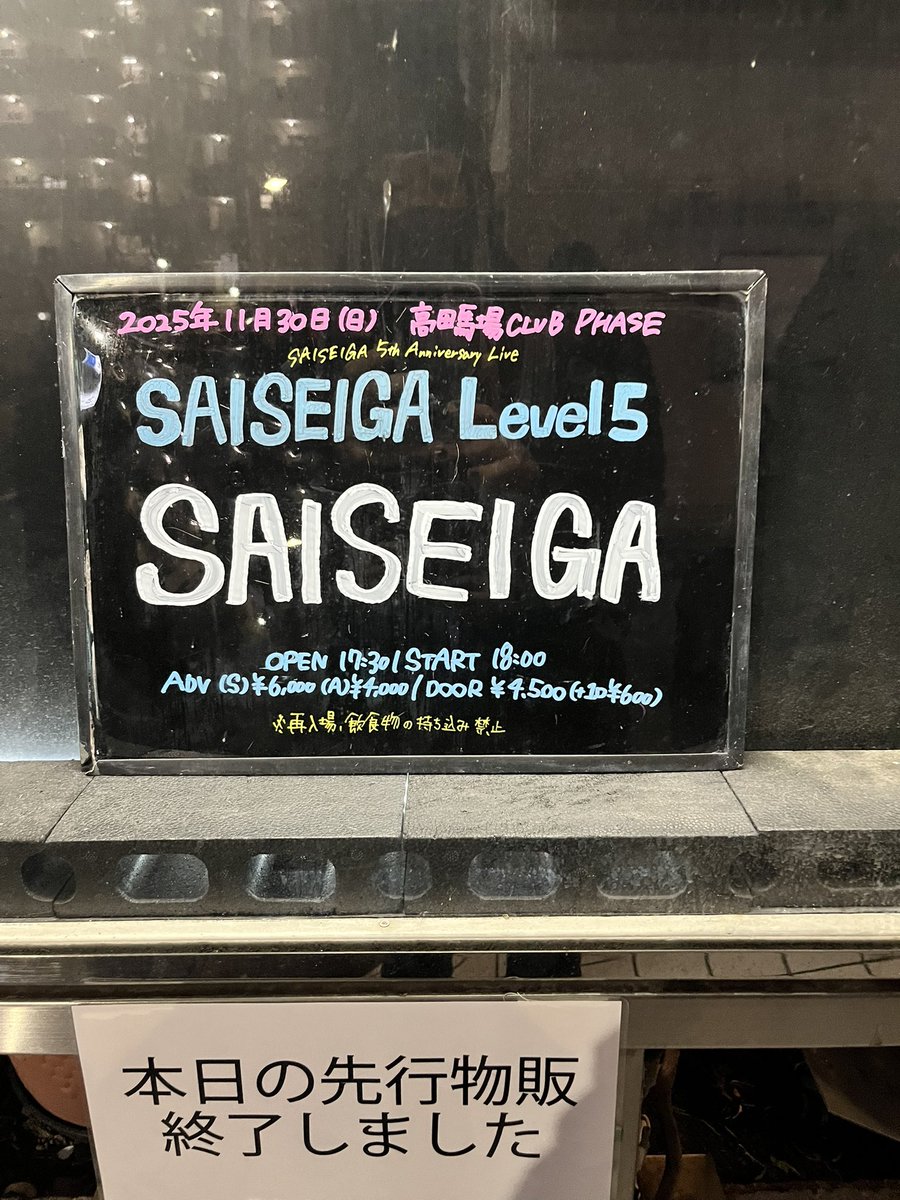 2025年11月30日(日) 高田馬場CLUB PHASE
SAISEIGA 5th Anniversary Live
SAISEIGA Level5
SAISEIGA
OPEN 17:30/START 18:00
ADV (S)¥6,000 (A)¥4,000/DOOR ¥4,500(+1D¥600)
※再入場、飲食物の持ち込み禁止
本日の先行物販
終了しました